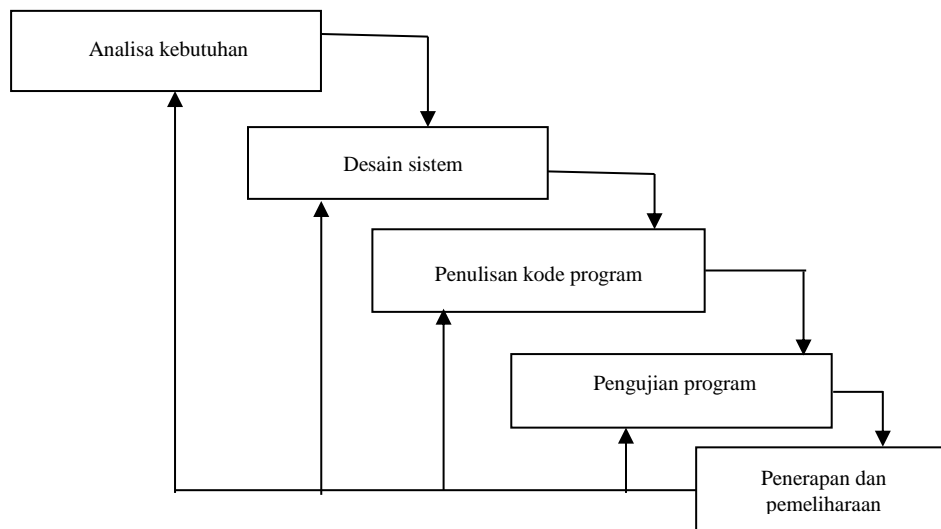 Analisa kebutuhan
Desain sistem
Penulisan kode program
Pengujian program
Penerapan dan
pemeliharaan